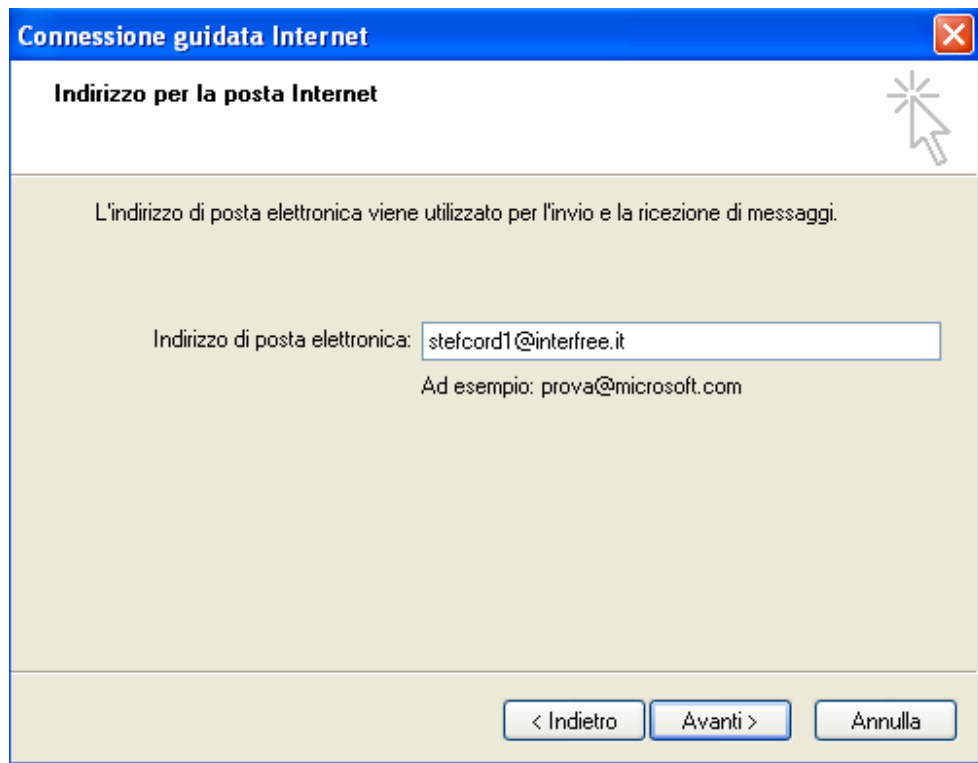 Connessione guidata Internet
Indirizzo per la posta Internet
L'indirizzo di posta elettronica viene utilizzato per l'invio e la ricezione di messaggi.
Indirizzo di posta elettronica: stefcord1@interfree.it
Ad esempio: prova@microsoft.com
< Indietro Avanti > Annulla